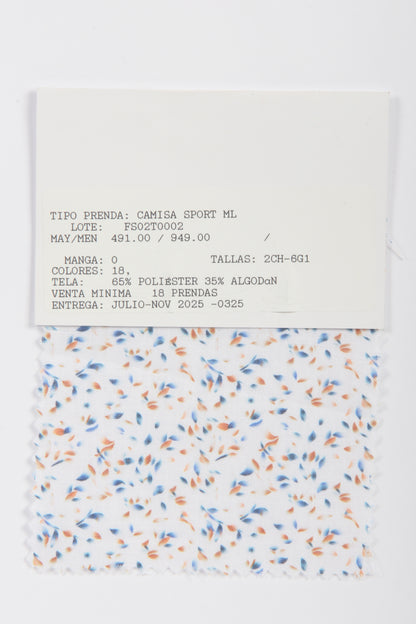 TIPO PRENDA: CAMISA SPORT ML
LOTE: FS02T0002
MAY/MEN 491.00 / 949.00 /
MANGA: 0 TALLAS: 2CH-6G1
COLORES: 18,
TELA: 65% POLIÉSTER 35% ALGODαN
VENTA MINIMA 18 PRENDAS
ENTREGA: JULIO-NOV 2025 -0325